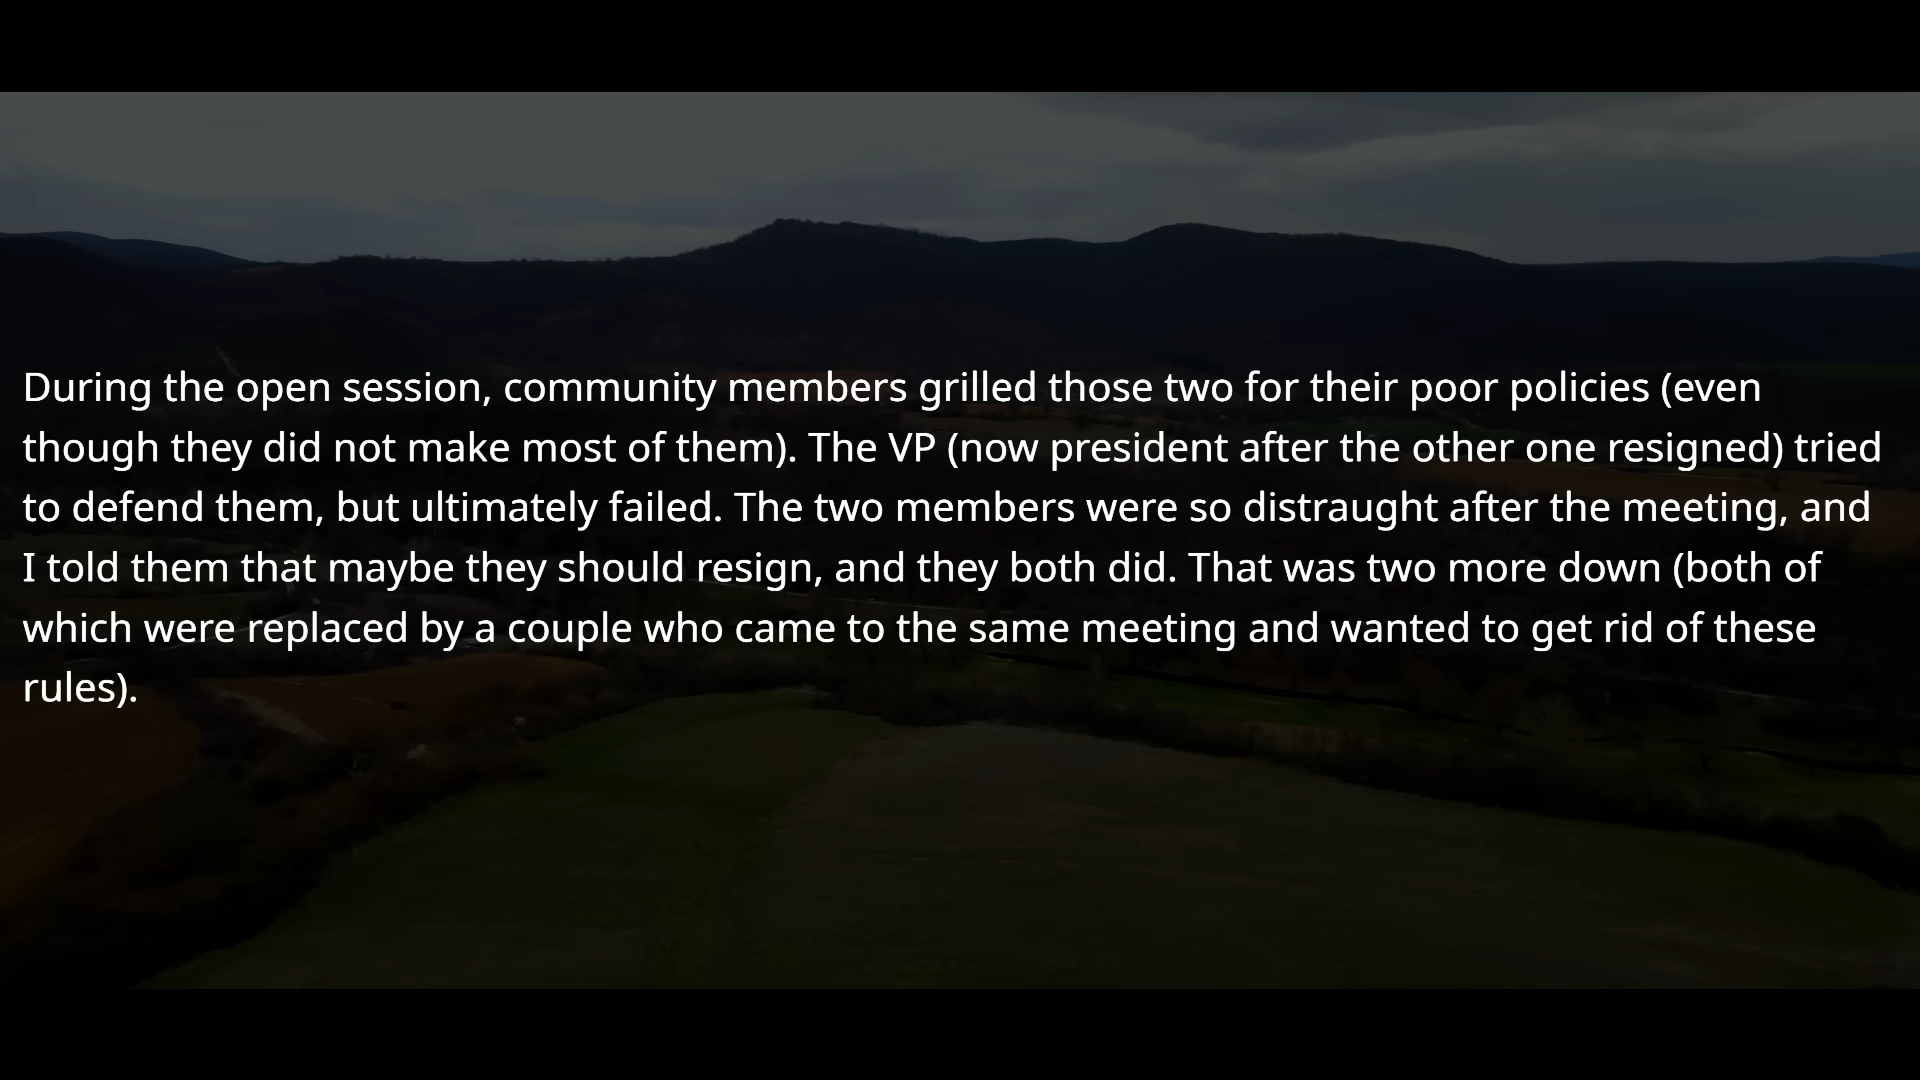 During the open session, community members grilled those two for their poor policies (even
though they did not make most of them). The VP (now president after the other one resigned) tried
to defend them, but ultimately failed. The two members were so distraught after the meeting, and
I told them that maybe they should resign, and they both did. That was two more down (both of
which were replaced by a couple who came to the same meeting and wanted to get rid of these
rules).